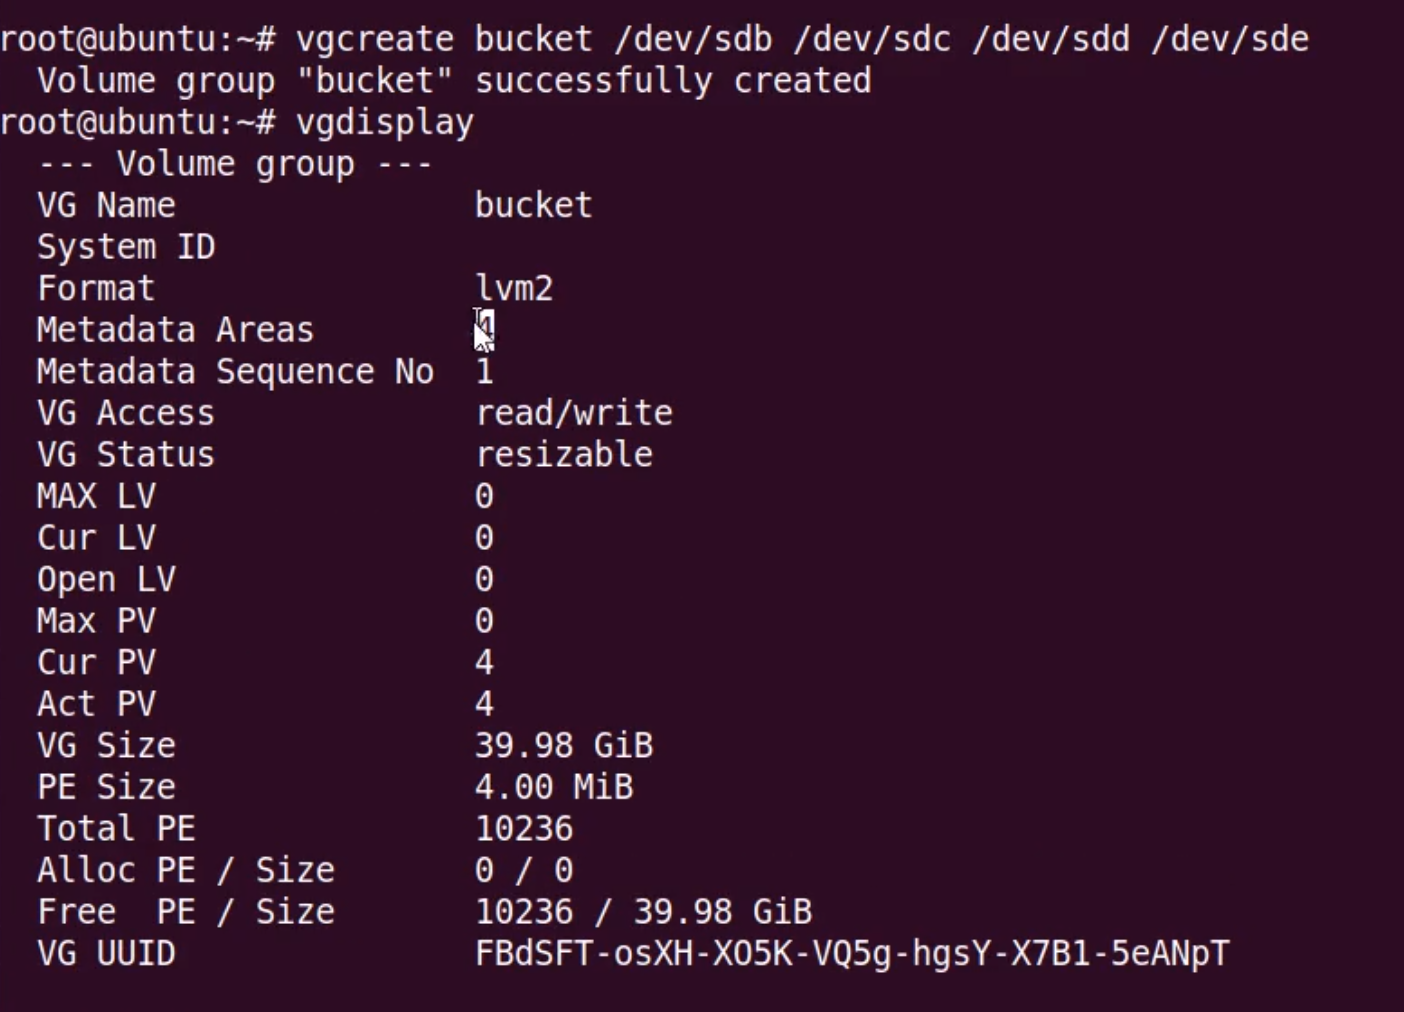 root@ubuntu:~# vgcreate bucket /dev/sdb /dev/sdc /dev/sdd /dev/sde
  Volume group "bucket" successfully created
root@ubuntu:~# vgdisplay
  --- Volume group ---
  VG Name               bucket
  System ID
  Format                lvm2
  Metadata Areas        4
  Metadata Sequence No  1
  VG Access             read/write
  VG Status             resizable
  MAX LV                0
  Cur LV                0
  Open LV               0
  Max PV                0
  Cur PV                4
  Act PV                4
  VG Size               39.98 GiB
  PE Size               4.00 MiB
  Total PE              10236
  Alloc PE / Size       0 / 0
  Free  PE / Size       10236 / 39.98 GiB
  VG UUID               FBdSFT-osXH-XO5K-VQ5g-hgsY-X7B1-5eANpT